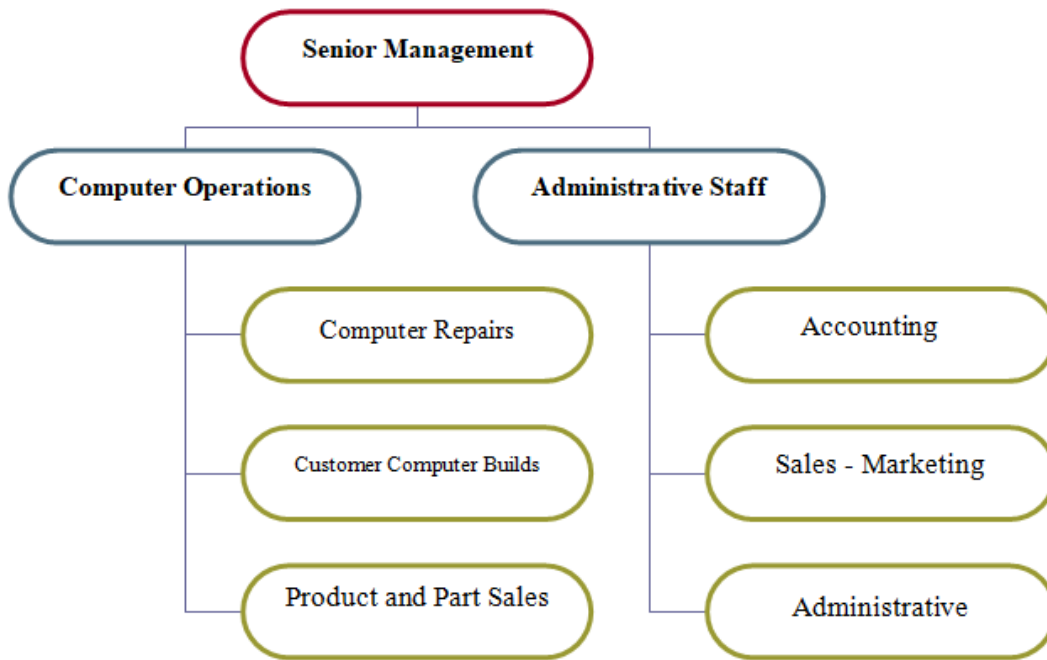 Senior Management
Computer Operations
Administrative Staff
Computer Repairs
Accounting
Customer Computer Builds
Sales - Marketing
Product and Part Sales
Administrative